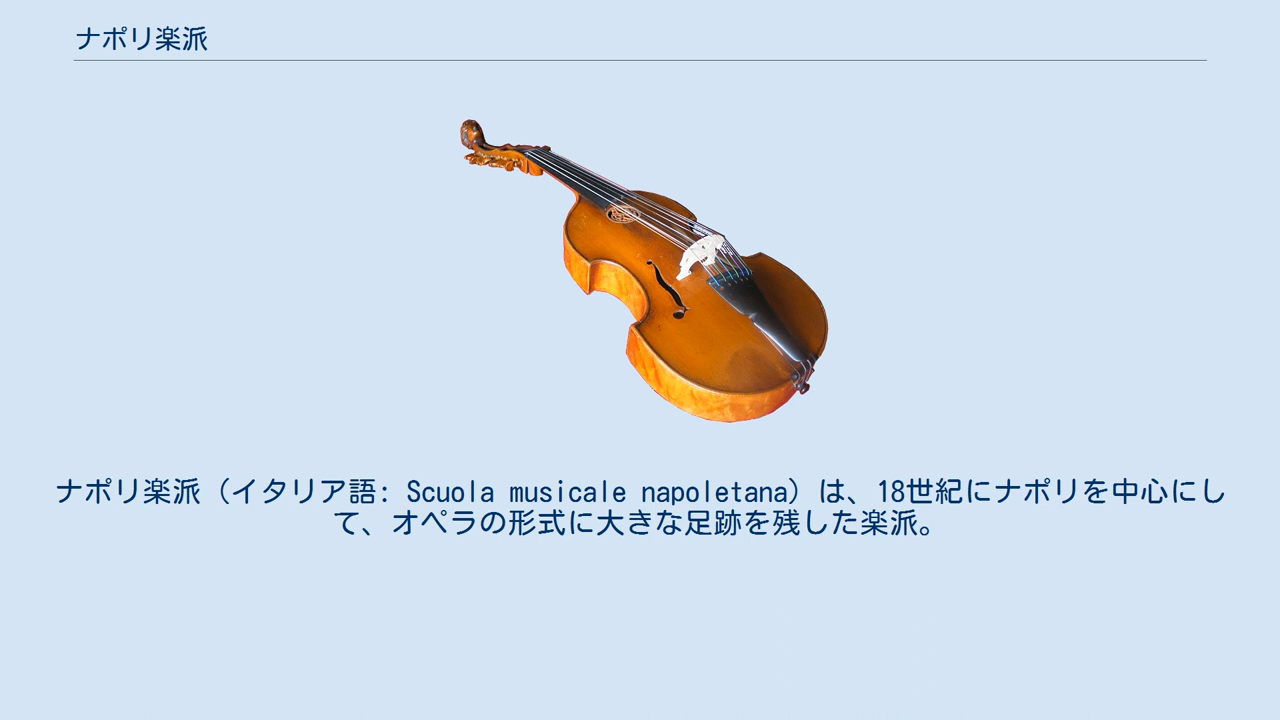 ナポリ楽派
ナポリ楽派（イタリア語: Scuola musicale napoletana）は、18世紀にナポリを中心にし
て、オペラの形式に大きな足跡を残した楽派。